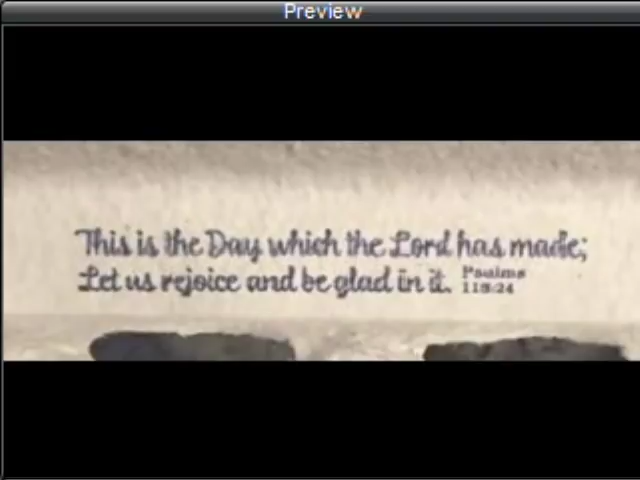 Preview
This is the Day which the Lord has made;
Let us rejoice and be glad in it. Psalms
118:24